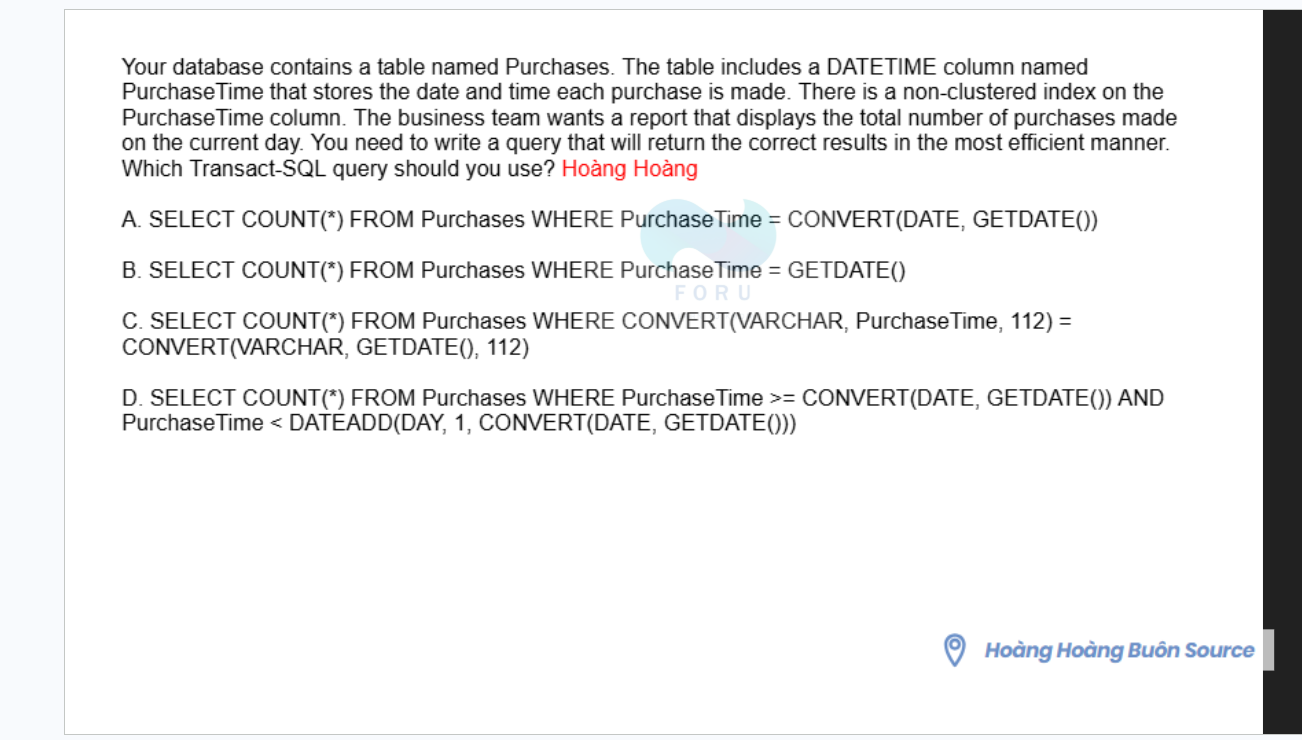 Your database contains a table named Purchases. The table includes a DATETIME column named
PurchaseTime that stores the date and time each purchase is made. There is a non-clustered index on the
PurchaseTime column. The business team wants a report that displays the total number of purchases made
on the current day. You need to write a query that will return the correct results in the most efficient manner.
Which Transact-SQL query should you use? Hoàng Hoàng
A. SELECT COUNT(*) FROM Purchases WHERE PurchaseTime = CONVERT(DATE, GETDATE())
B. SELECT COUNT(*) FROM Purchases WHERE PurchaseTime = GETDATE()
FORU
C. SELECT COUNT(*) FROM Purchases WHERE CONVERT(VARCHAR, PurchaseTime, 112) =
CONVERT(VARCHAR, GETDATE(), 112)
D. SELECT COUNT(*) FROM Purchases WHERE PurchaseTime >= CONVERT(DATE, GETDATE()) AND
PurchaseTime < DATEADD(DAY, 1, CONVERT(DATE, GETDATE()))
Hoàng Hoàng Buôn Source